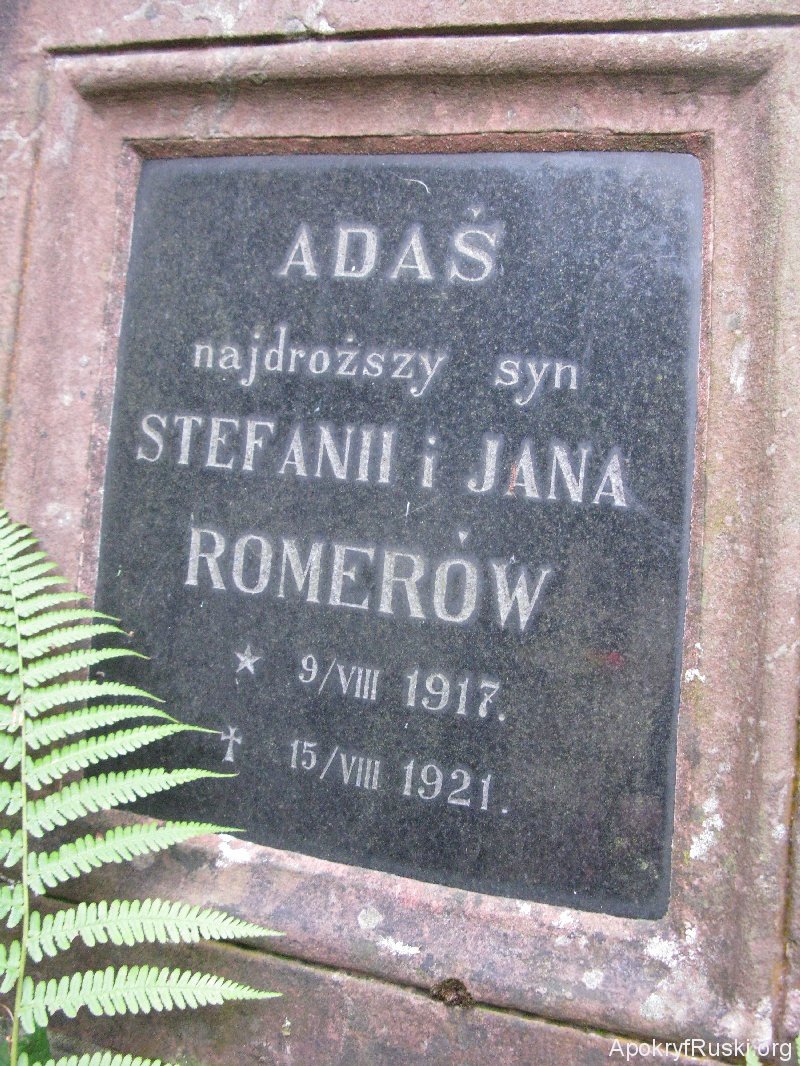 ADAŚ
najdroższy syn
STEFANII i JANA
ROMERÓW
* 9/VIII 1917.
† 15/VIII 1921.
ApokryfRuski.org